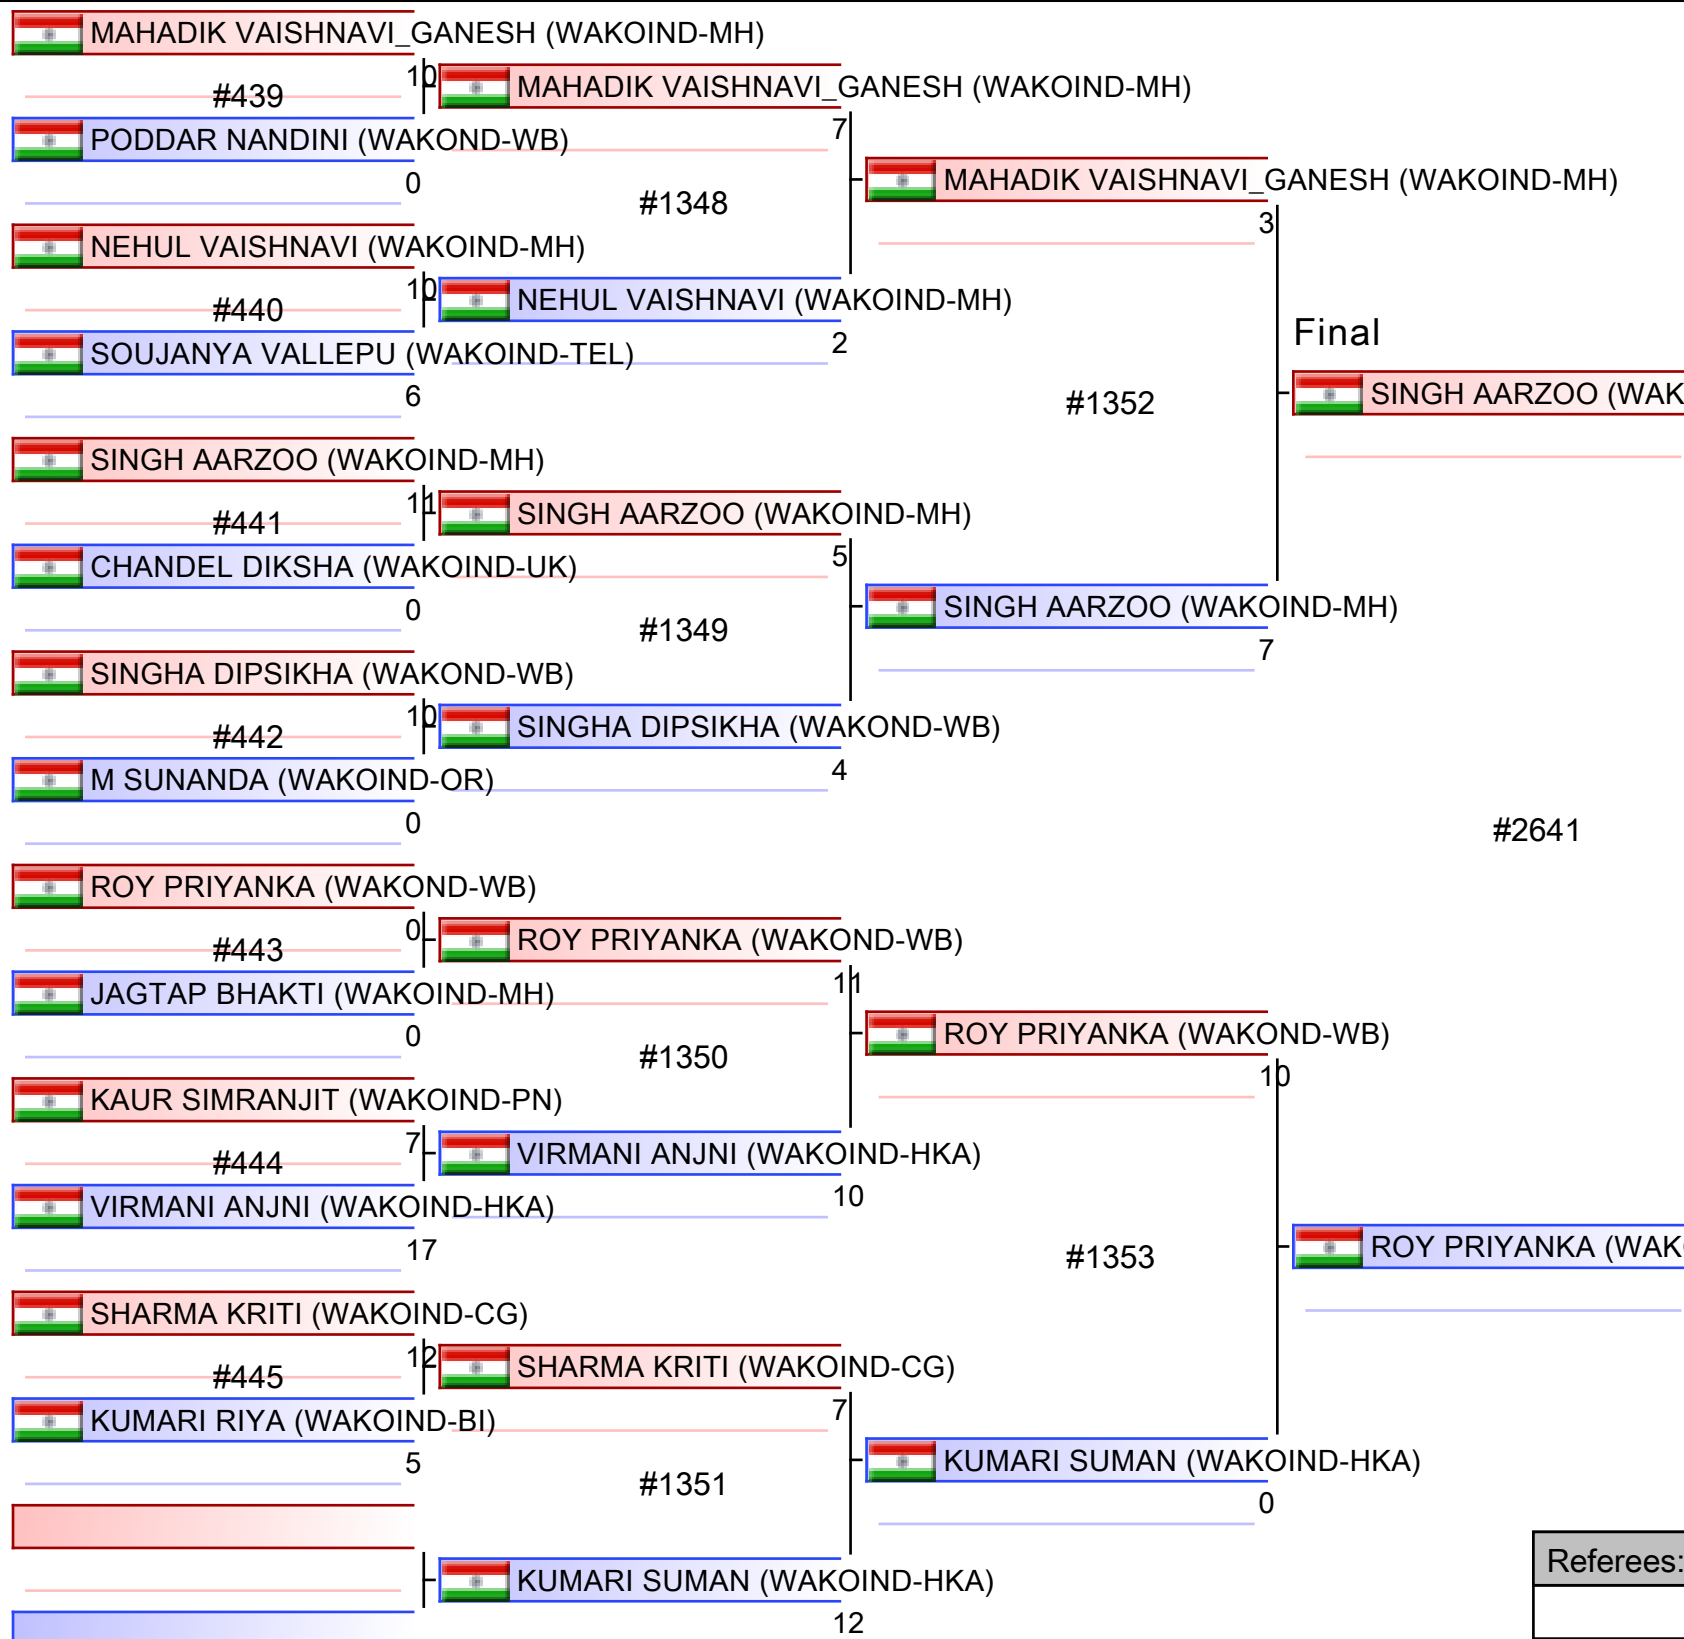 MAHADIK VAISHNAVI_GANESH (WAKOIND-MH)
10
#439
PODDAR NANDINI (WAKOND-WB)
0
NEHUL VAISHNAVI (WAKOIND-MH)
10
#440
SOUJANYA VALLEPU (WAKOIND-TEL)
6
SINGH AARZOO (WAKOIND-MH)
11
#441
CHANDEL DIKSHA (WAKOIND-UK)
0
SINGHA DIPSIKHA (WAKOND-WB)
10
#442
M SUNANDA (WAKOIND-OR)
0
ROY PRIYANKA (WAKOND-WB)
0
#443
JAGTAP BHAKTI (WAKOIND-MH)
0
KAUR SIMRANJIT (WAKOIND-PN)
7
#444
VIRMANI ANJNI (WAKOIND-HKA)
17
SHARMA KRITI (WAKOIND-CG)
12
#445
KUMARI RIYA (WAKOIND-BI)
5
MAHADIK VAISHNAVI_GANESH (WAKOIND-MH)
7
#1348
NEHUL VAISHNAVI (WAKOIND-MH)
2
SINGH AARZOO (WAKOIND-MH)
5
#1349
SINGHA DIPSIKHA (WAKOND-WB)
4
ROY PRIYANKA (WAKOND-WB)
11
#1350
VIRMANI ANJNI (WAKOIND-HKA)
10
SHARMA KRITI (WAKOIND-CG)
7
#1351
KUMARI SUMAN (WAKOIND-HKA)
12
MAHADIK VAISHNAVI_GANESH (WAKOIND-MH)
3
#1352
SINGH AARZOO (WAKOIND-MH)
7
ROY PRIYANKA (WAKOND-WB)
10
#1353
KUMARI SUMAN (WAKOIND-HKA)
0
Final
SINGH AARZOO (WAK
#2641
ROY PRIYANKA (WAK
Referees: